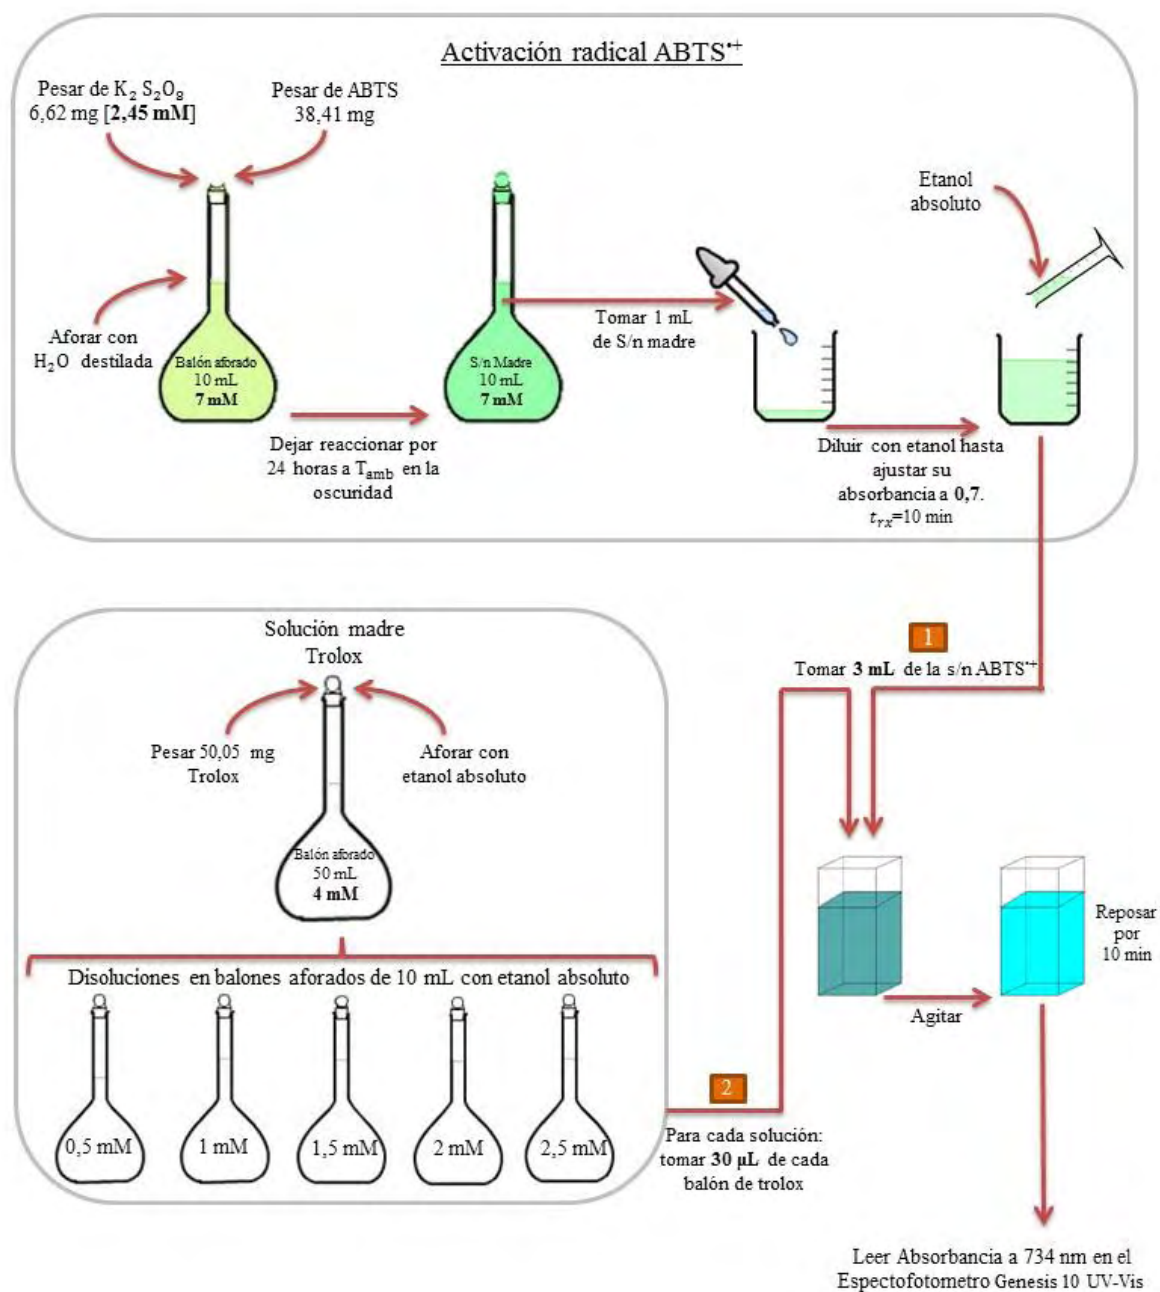 Activación radical ABTS•+
Pesar de K2 S2O8
6,62 mg [2,45 mM]
Pesar de ABTS
38,41 mg
Etanol
absoluto
Aforar con
H2O destilada
Balón aforado
10 mL
7 mM
S/n Madre
10 mL
7 mM
Tomar 1 mL
de S/n madre
Dejar reaccionar por
24 horas a Tamb en la
oscuridad
Diluir con etanol hasta
ajustar su
absorbancia a 0,7.
trx=10 min
1
Tomar 3 mL de la s/n ABTS•+
Solución madre
Trolox
Pesar 50,05 mg
Trolox
Aforar con
etanol absoluto
Balón aforado
50 mL
4 mM
Disoluciones en balones aforados de 10 mL con etanol absoluto
0,5 mM
1 mM
1,5 mM
2 mM
2,5 mM
2
Para cada solución:
tomar 30 µL de cada
balón de trolox
Agitar
Reposar
por
10 min
Leer Absorbancia a 734 nm en el
Espectofotometro Genesis 10 UV-Vis